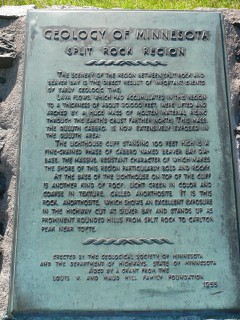 GEOLOGY OF MINNESOTA
SPLIT ROCK REGION
THE SCENERY OF THE REGION BETWEEN SPLIT ROCK AND
BEAVER BAY IS THE DIRECT RESULT OF IMPORTANT EVENTS
OF EARLY GEOLOGIC TIME.
LAVA FLOWS WHICH HAD ACCUMULATED IN THIS REGION
TO A THICKNESS OF ABOUT 20,000 FEET, WERE LIFTED AND
ARCHED BY A HUGE MASS OF MOLTEN MATERIAL RISING
THROUGH THE EARTH'S CRUST FARTHER INLAND. THIS MASS,
THE DULUTH GABBRO, IS NOW EXTENSIVELY EXPOSED IN
THE DULUTH AREA.
THE LIGHTHOUSE CLIFF STANDING 100 FEET HIGH IS A
FINE-GRAINED PHASE OF GABBRO NAMED BEAVER BAY DIA-
BASE, THE MASSIVE, RESISTANT CHARACTER OF WHICH MAKES
THE SHORE OF THIS REGION PARTICULARLY BOLD AND ROUGH.
AT THE BASE OF THE LIGHTHOUSE ON TOP OF THE CLIFF
IS ANOTHER KIND OF ROCK, LIGHT GREEN IN COLOR AND
COARSE IN TEXTURE, CALLED ANORTHOSITE. IT IS THIS
ROCK, ANORTHOSITE, WHICH SHOWS AN EXCELLENT EXPOSURE
IN THE HIGHWAY CUT AT SILVER BAY AND STANDS UP AS
PROMINENT ROUNDED HILLS FROM SPLIT ROCK TO CARLTON
PEAK NEAR TOFTE.
ERECTED BY THE GEOLOGICAL SOCIETY OF MINNESOTA
AND THE DEPARTMENT OF HIGHWAYS, STATE OF MINNESOTA
AIDED BY A GRANT FROM THE
LOUIS W. AND MAUD HILL FAMILY FOUNDATION
1955